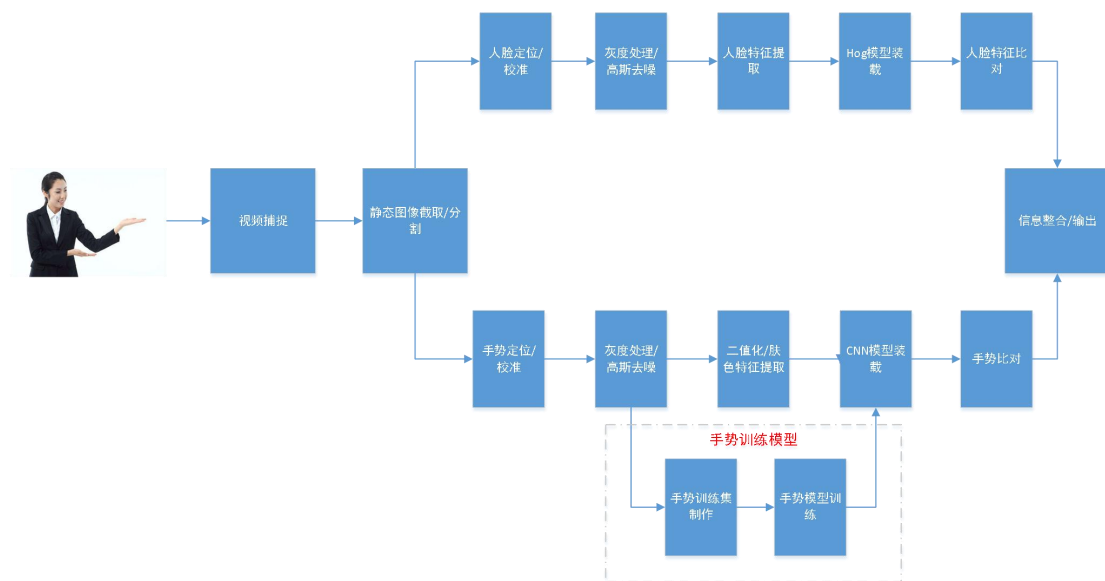 人脸定位/
校准
灰度处理/
高斯去噪
人脸特征提
取
Hog模型装
载
人脸特征比
对
视频捕捉
静态图像截取/分
割
信息整合/输出
手势定位/
校准
灰度处理/
高斯去噪
二值化/肤
色特征提取
CNN模型装
载
手势比对
手势训练模型
手势训练集
制作
手势模型训
练